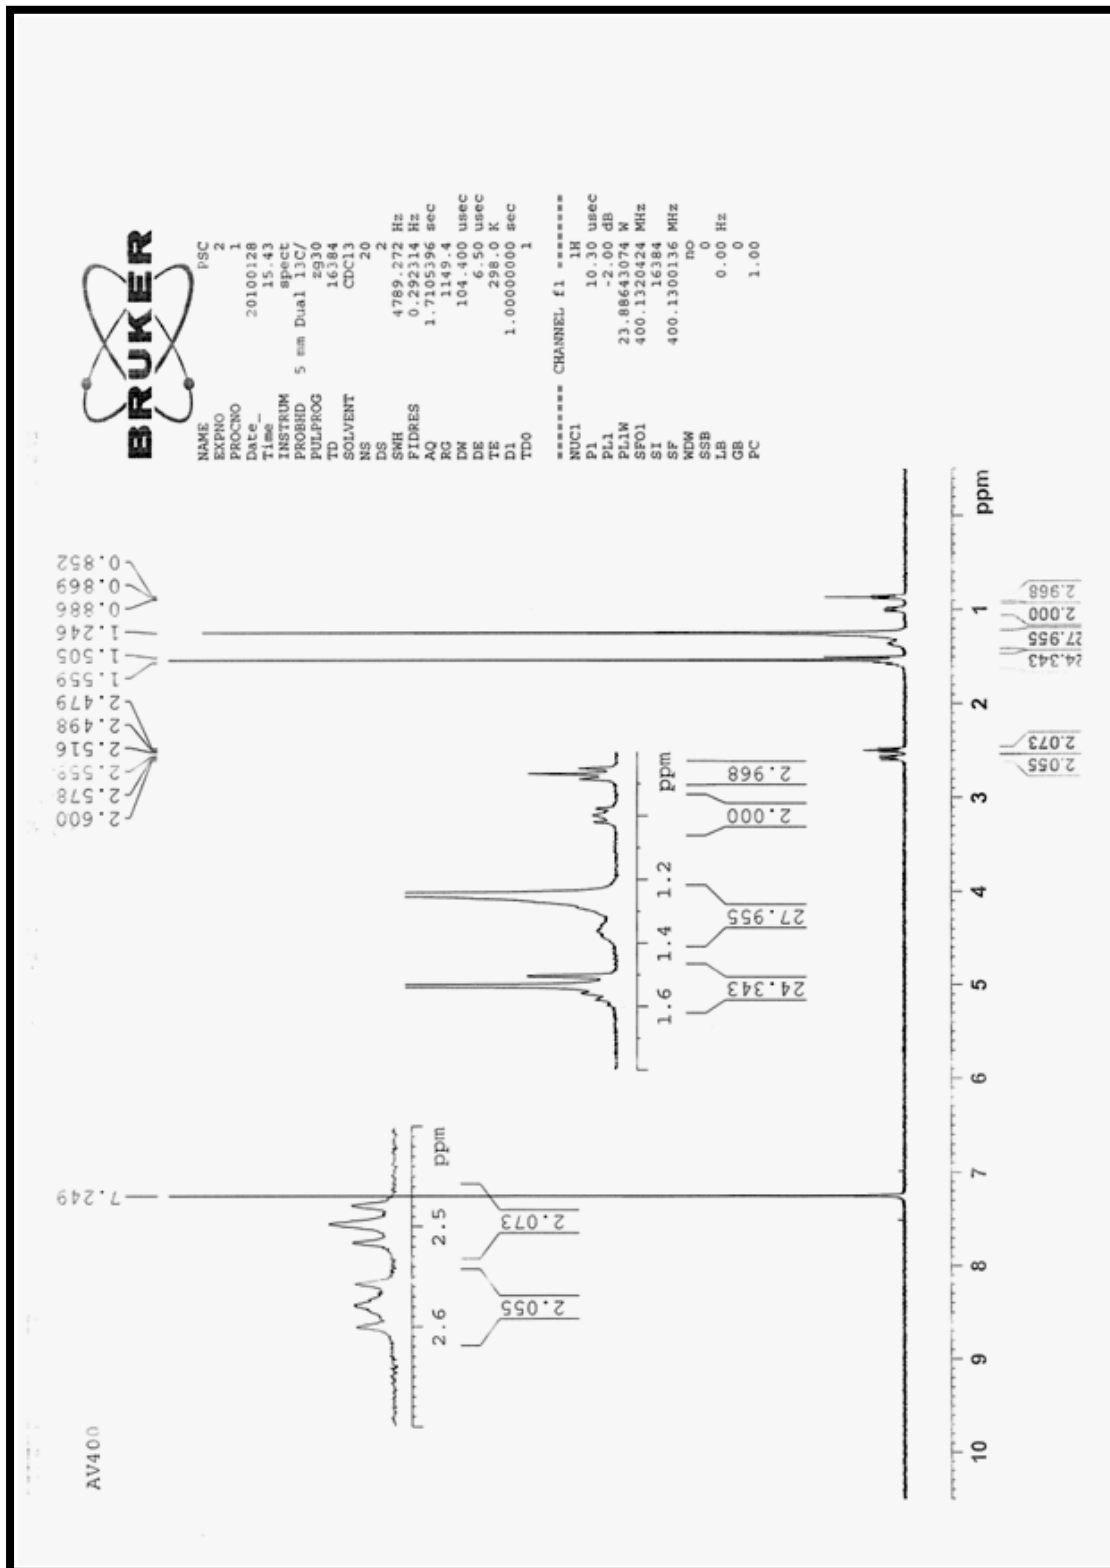 AV400
BRUKER
NAME PSC
EXPNO 2
PROCNO 1
Date_ 20100128
Time 15.43
INSTRUM spect
PROBHD 5 mm Dual 13C/
PULPROG zg30
TD 16384
SOLVENT CDCl3
NS 20
DS 2
SWH 4789.272 Hz
FIDRES 0.292314 Hz
AQ 1.7105396 sec
RG 1149.4
DW 104.400 usec
DE 6.50 usec
TE 298.0 K
D1 1.00000000 sec
TD0 1
======== CHANNEL f1 ========
NUC1 1H
P1 10.30 usec
PL1 -2.00 dB
PL1W 23.88643074 W
SFO1 400.1320424 MHz
SI 16384
SF 400.1300136 MHz
WDW no
SSB 0
LB 0.00 Hz
GB 0
PC 1.00
7.249
2.600
2.578
2.559
2.516
2.498
2.479
1.559
1.505
1.246
0.886
0.869
0.852
2.6 2.5 ppm
2.055 2.073
1.6 1.4 1.2 ppm
24.343 27.955 2.000 2.968
10 9 8 7 6 5 4 3 2 1 ppm
2.055 2.073 24.343 27.955 2.000 2.968